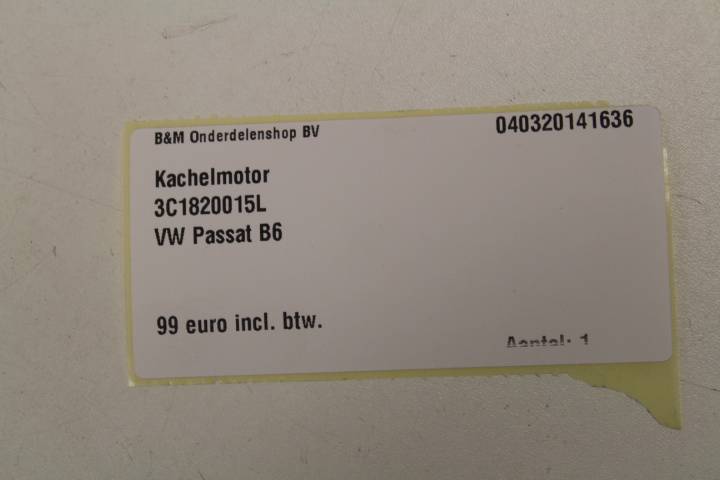 B&M Onderdelenshop BV 040320141636
Kachelmotor
3C1820015L
VW Passat B6
99 euro incl. btw.
Aantal: 1